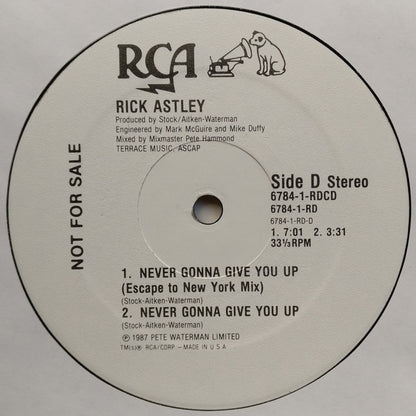 RCA
RICK ASTLEY
Produced by Stock/Aitken-Waterman
Engineered by Mark McGuire and Mike Duffy
Mixed by Mixmaster Pete Hammond
TERRACE MUSIC, ASCAP
NOT FOR SALE
Side D Stereo
6784-1-RDCD
6784-1-RD
6784-1-RD-D
1. 7:01 2. 3:31
33⅓RPM
1. NEVER GONNA GIVE YOU UP
(Escape to New York Mix)
(Stock-Aitken-Waterman)
2. NEVER GONNA GIVE YOU UP
(Stock-Aitken-Waterman)
℗ 1987 PETE WATERMAN LIMITED
TM(s)® RCA/CORP. – MADE IN U.S.A.